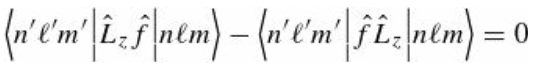 ⟨n′ℓ′m′|L̂_z f̂|nℓm⟩ − ⟨n′ℓ′m′|f̂L̂_z|nℓm⟩ = 0